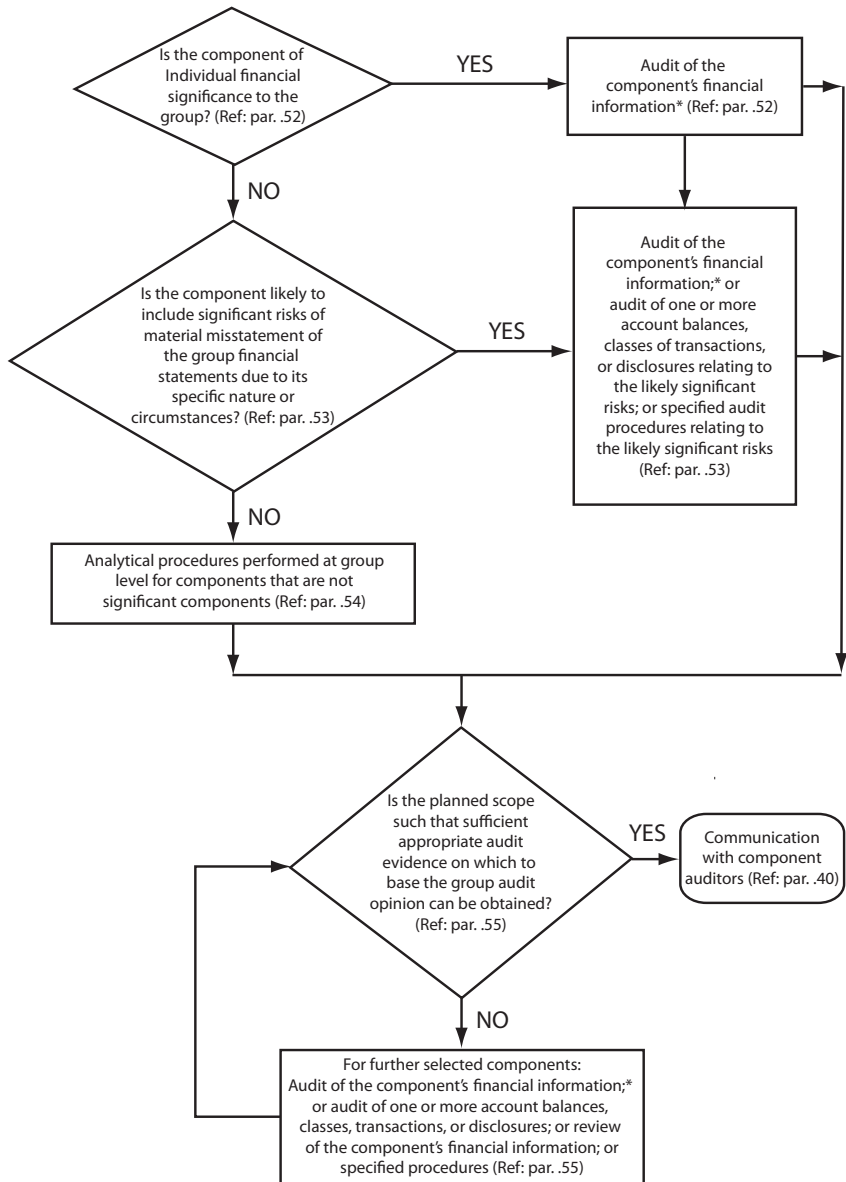 Is the component of
Individual financial
significance to the
group? (Ref: par. .52)
YES
Audit of the
component's financial
information* (Ref: par. .52)
NO
Is the component likely to
include significant risks of
material misstatement of
the group financial
statements due to its
specific nature or
circumstances? (Ref: par. .53)
YES
Audit of the
component's financial
information;* or
audit of one or more
account balances,
classes of transactions,
or disclosures relating to
the likely significant
risks; or specified audit
procedures relating to
the likely significant risks
(Ref: par. .53)
NO
Analytical procedures performed at group
level for components that are not
significant components (Ref: par. .54)
Is the planned scope
such that sufficient
appropriate audit
evidence on which to
base the group audit
opinion can be obtained?
(Ref: par. .55)
YES
Communication
with component
auditors (Ref: par. .40)
NO
For further selected components:
Audit of the component's financial information;*
or audit of one or more account balances,
classes, transactions, or disclosures; or review
of the component's financial information; or
specified procedures (Ref: par. .55)